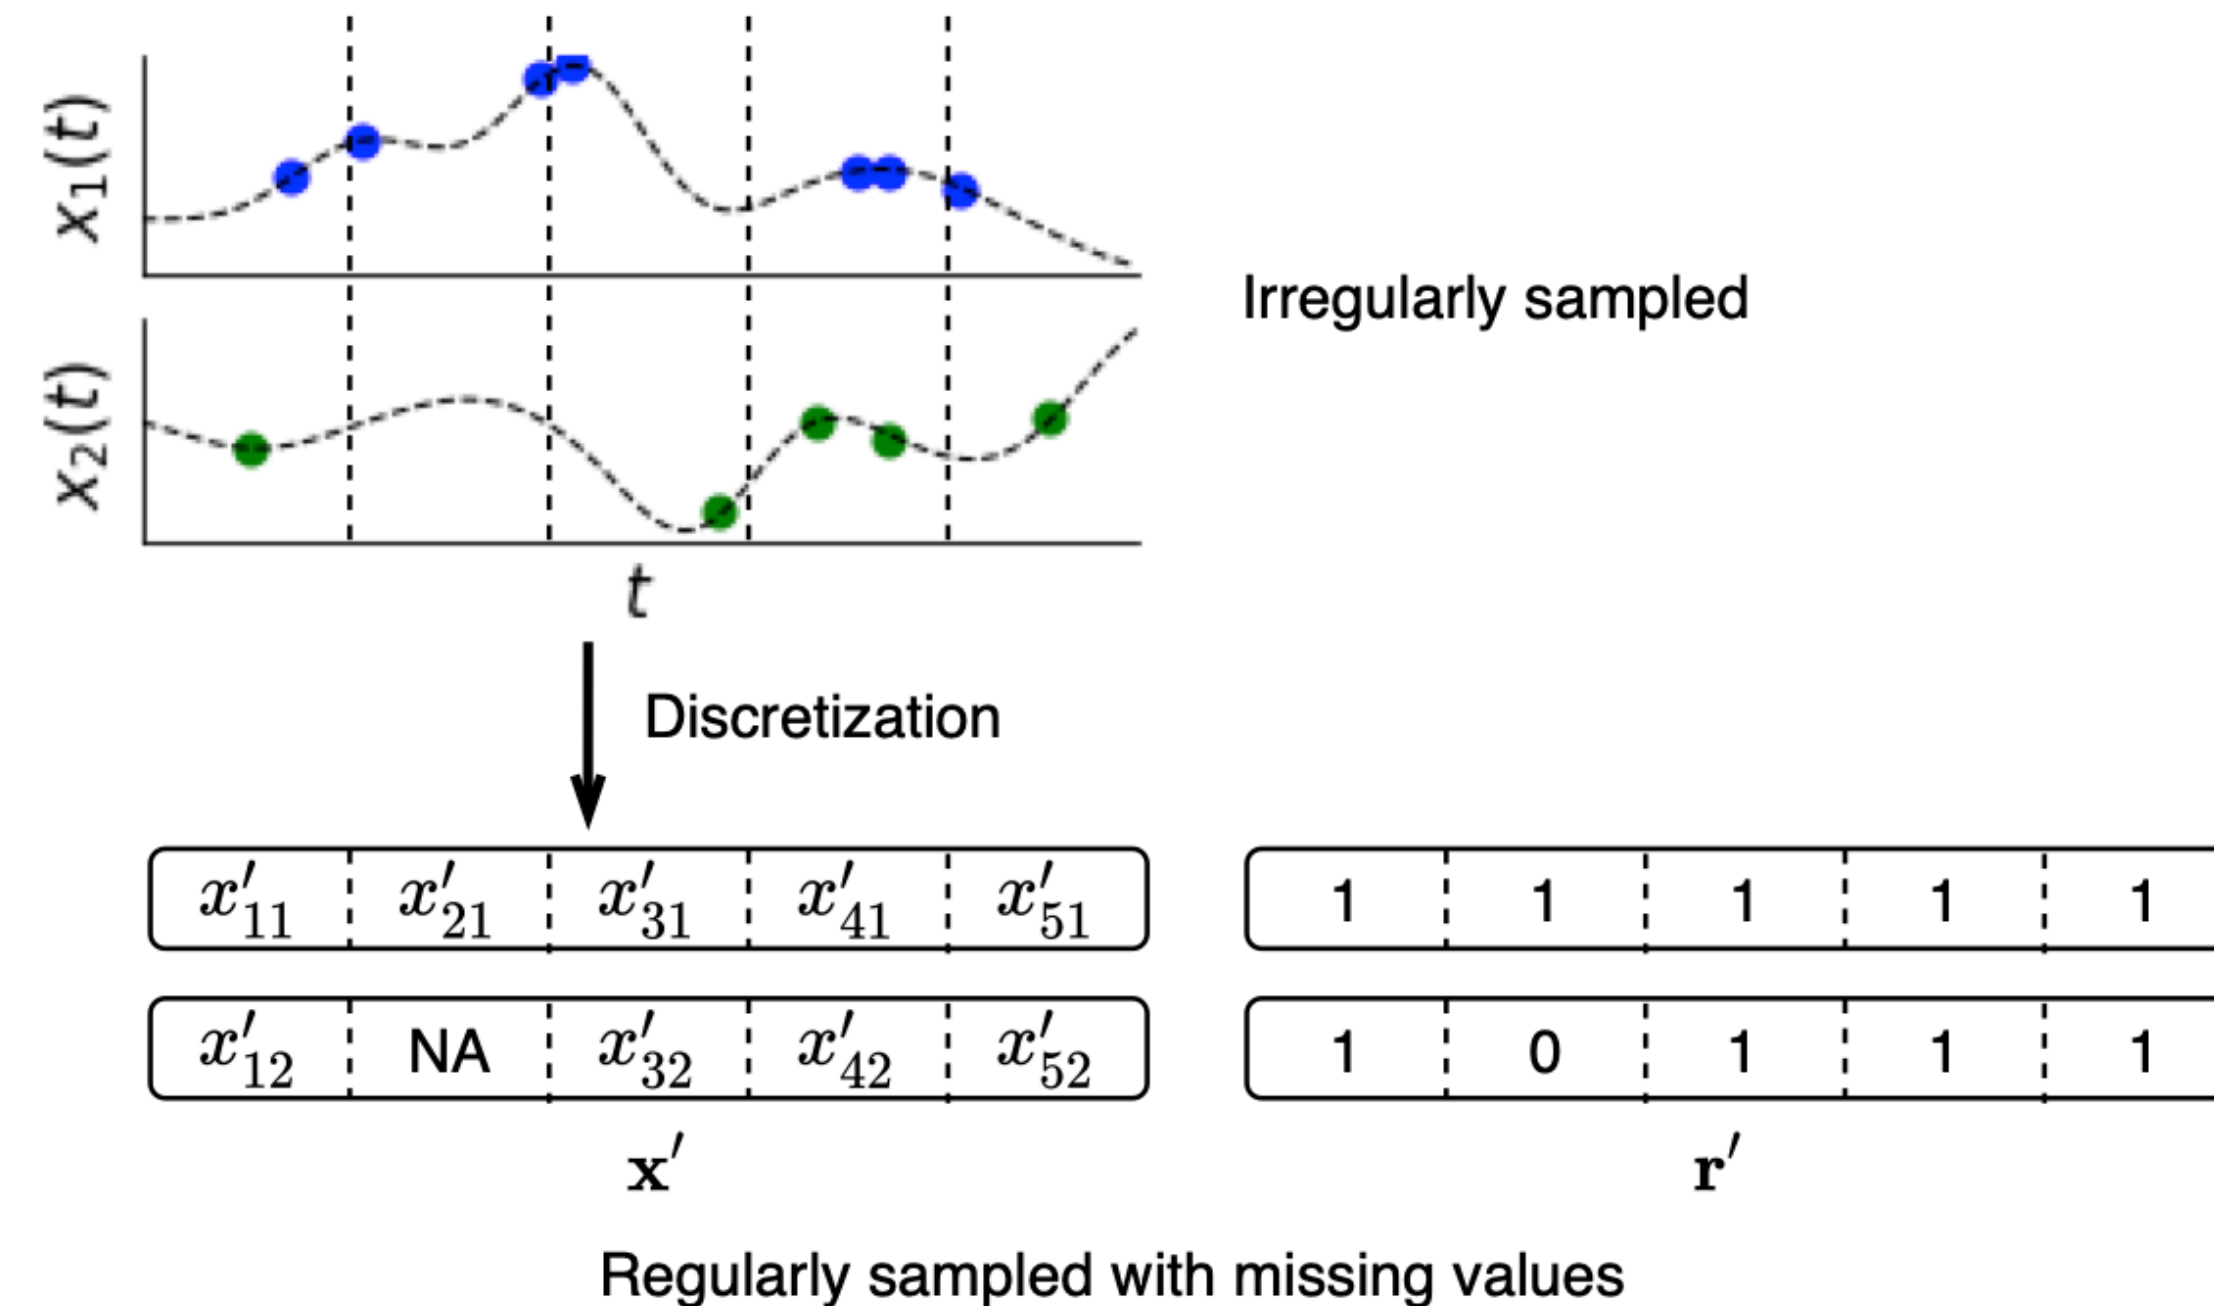 x₁(t)
Irregularly sampled
x₂(t)
t
Discretization
x′₁₁ x′₂₁ x′₃₁ x′₄₁ x′₅₁ 1 1 1 1 1
x′₁₂ NA x′₃₂ x′₄₂ x′₅₂ 1 0 1 1 1
x′ r′
Regularly sampled with missing values